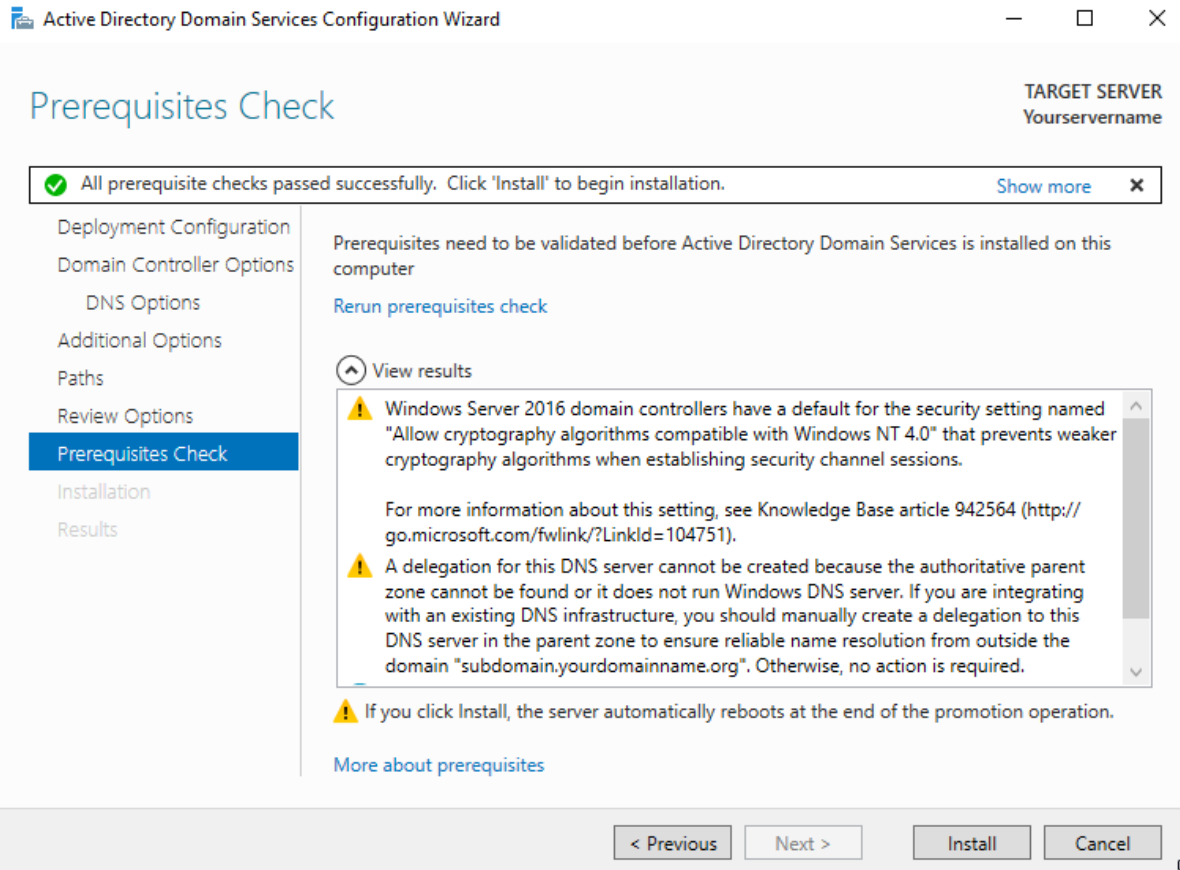 Active Directory Domain Services Configuration Wizard
Prerequisites Check
TARGET SERVER
Yourservername
All prerequisite checks passed successfully.  Click 'Install' to begin installation.
Show more
Deployment Configuration
Domain Controller Options
DNS Options
Additional Options
Paths
Review Options
Prerequisites Check
Installation
Results
Prerequisites need to be validated before Active Directory Domain Services is installed on this
computer
Rerun prerequisites check
View results
Windows Server 2016 domain controllers have a default for the security setting named
"Allow cryptography algorithms compatible with Windows NT 4.0" that prevents weaker
cryptography algorithms when establishing security channel sessions.
For more information about this setting, see Knowledge Base article 942564 (http://
go.microsoft.com/fwlink/?LinkId=104751).
A delegation for this DNS server cannot be created because the authoritative parent
zone cannot be found or it does not run Windows DNS server. If you are integrating
with an existing DNS infrastructure, you should manually create a delegation to this
DNS server in the parent zone to ensure reliable name resolution from outside the
domain "subdomain.yourdomainname.org". Otherwise, no action is required.
If you click Install, the server automatically reboots at the end of the promotion operation.
More about prerequisites
< Previous
Next >
Install
Cancel